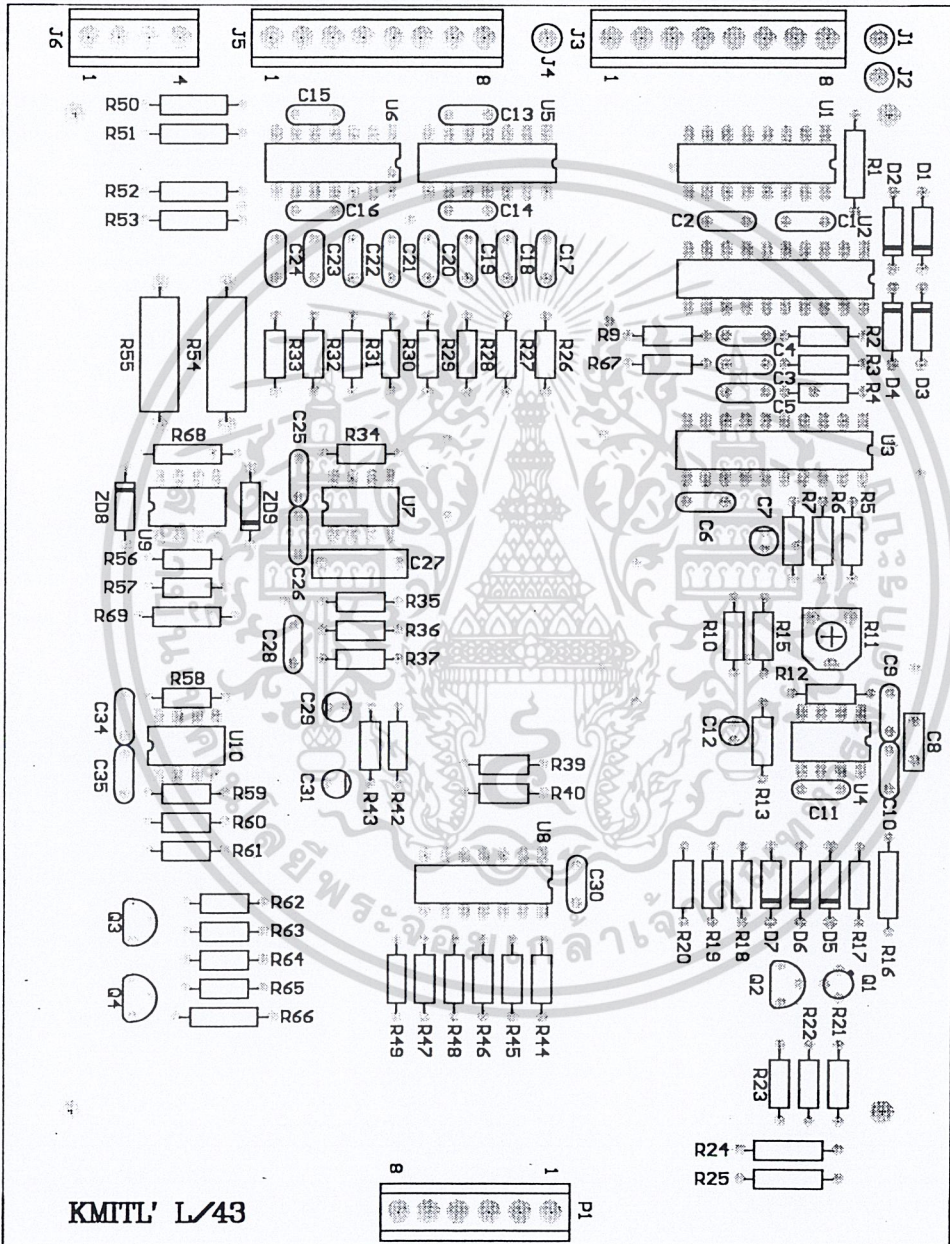 J6
J5
J4
J3
J1
J2
1
4
1
8
1
8
R50
R51
R52
R53
C15
U6
C13
U5
U1
R1
D2
D1
C16
C14
C2
C1
U2
C24
C23
C22
C21
C20
C19
C18
C17
R55
R54
R33
R32
R31
R30
R29
R28
R27
R26
R9
R67
C4
C3
C5
R2
R3
R4
D4
D3
R68
C25
R34
U3
ZD8
U9
ZD9
U7
C6
C7
R7
R6
R5
R56
R57
R69
C26
C27
R35
R36
R37
C28
R10
R15
R11
R12
C9
R58
C34
C29
U10
C12
C8
C35
C31
R43
R42
R39
R40
R13
C11
U4
C10
R59
R60
R61
U8
C30
Q3
R62
R63
R64
R65
R66
Q4
R20
R19
R18
D7
D6
D5
R17
R16
Q2
Q1
R49
R47
R48
R46
R45
R44
R22
R21
R23
R24
R25
8
1
P1
KMITL' L/43